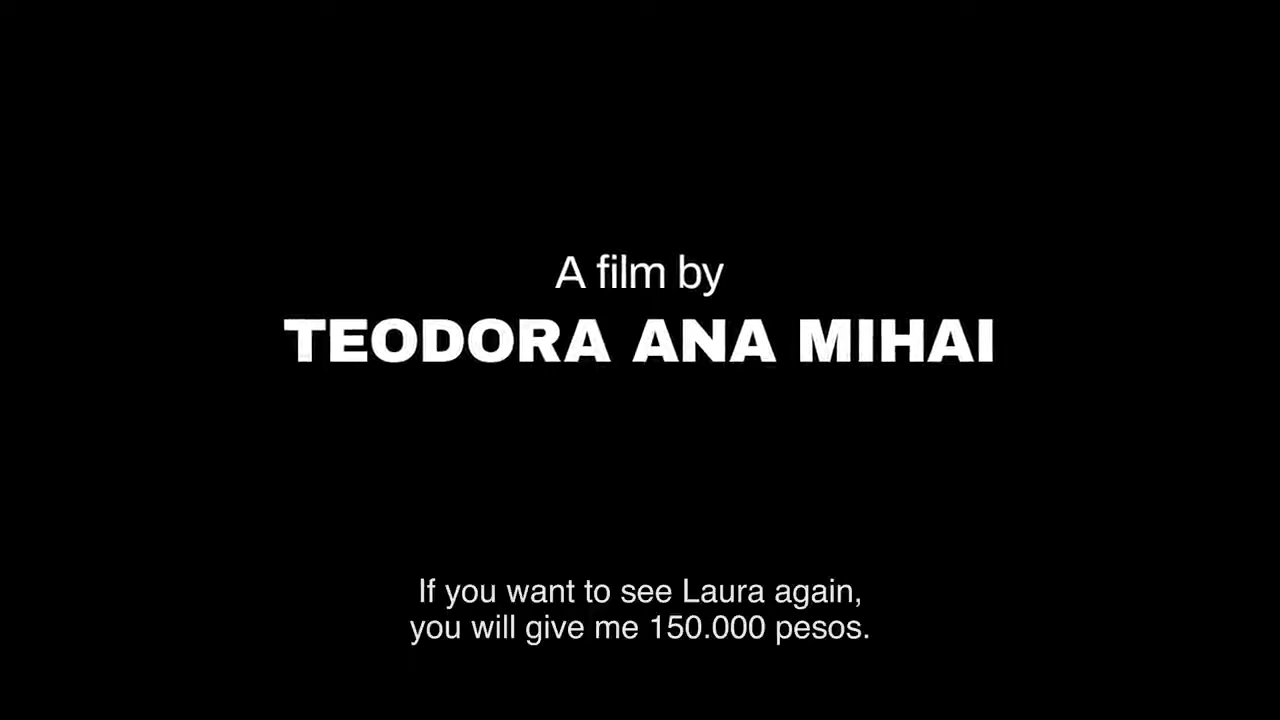 A film by
TEODORA ANA MIHAI
If you want to see Laura again,
you will give me 150.000 pesos.